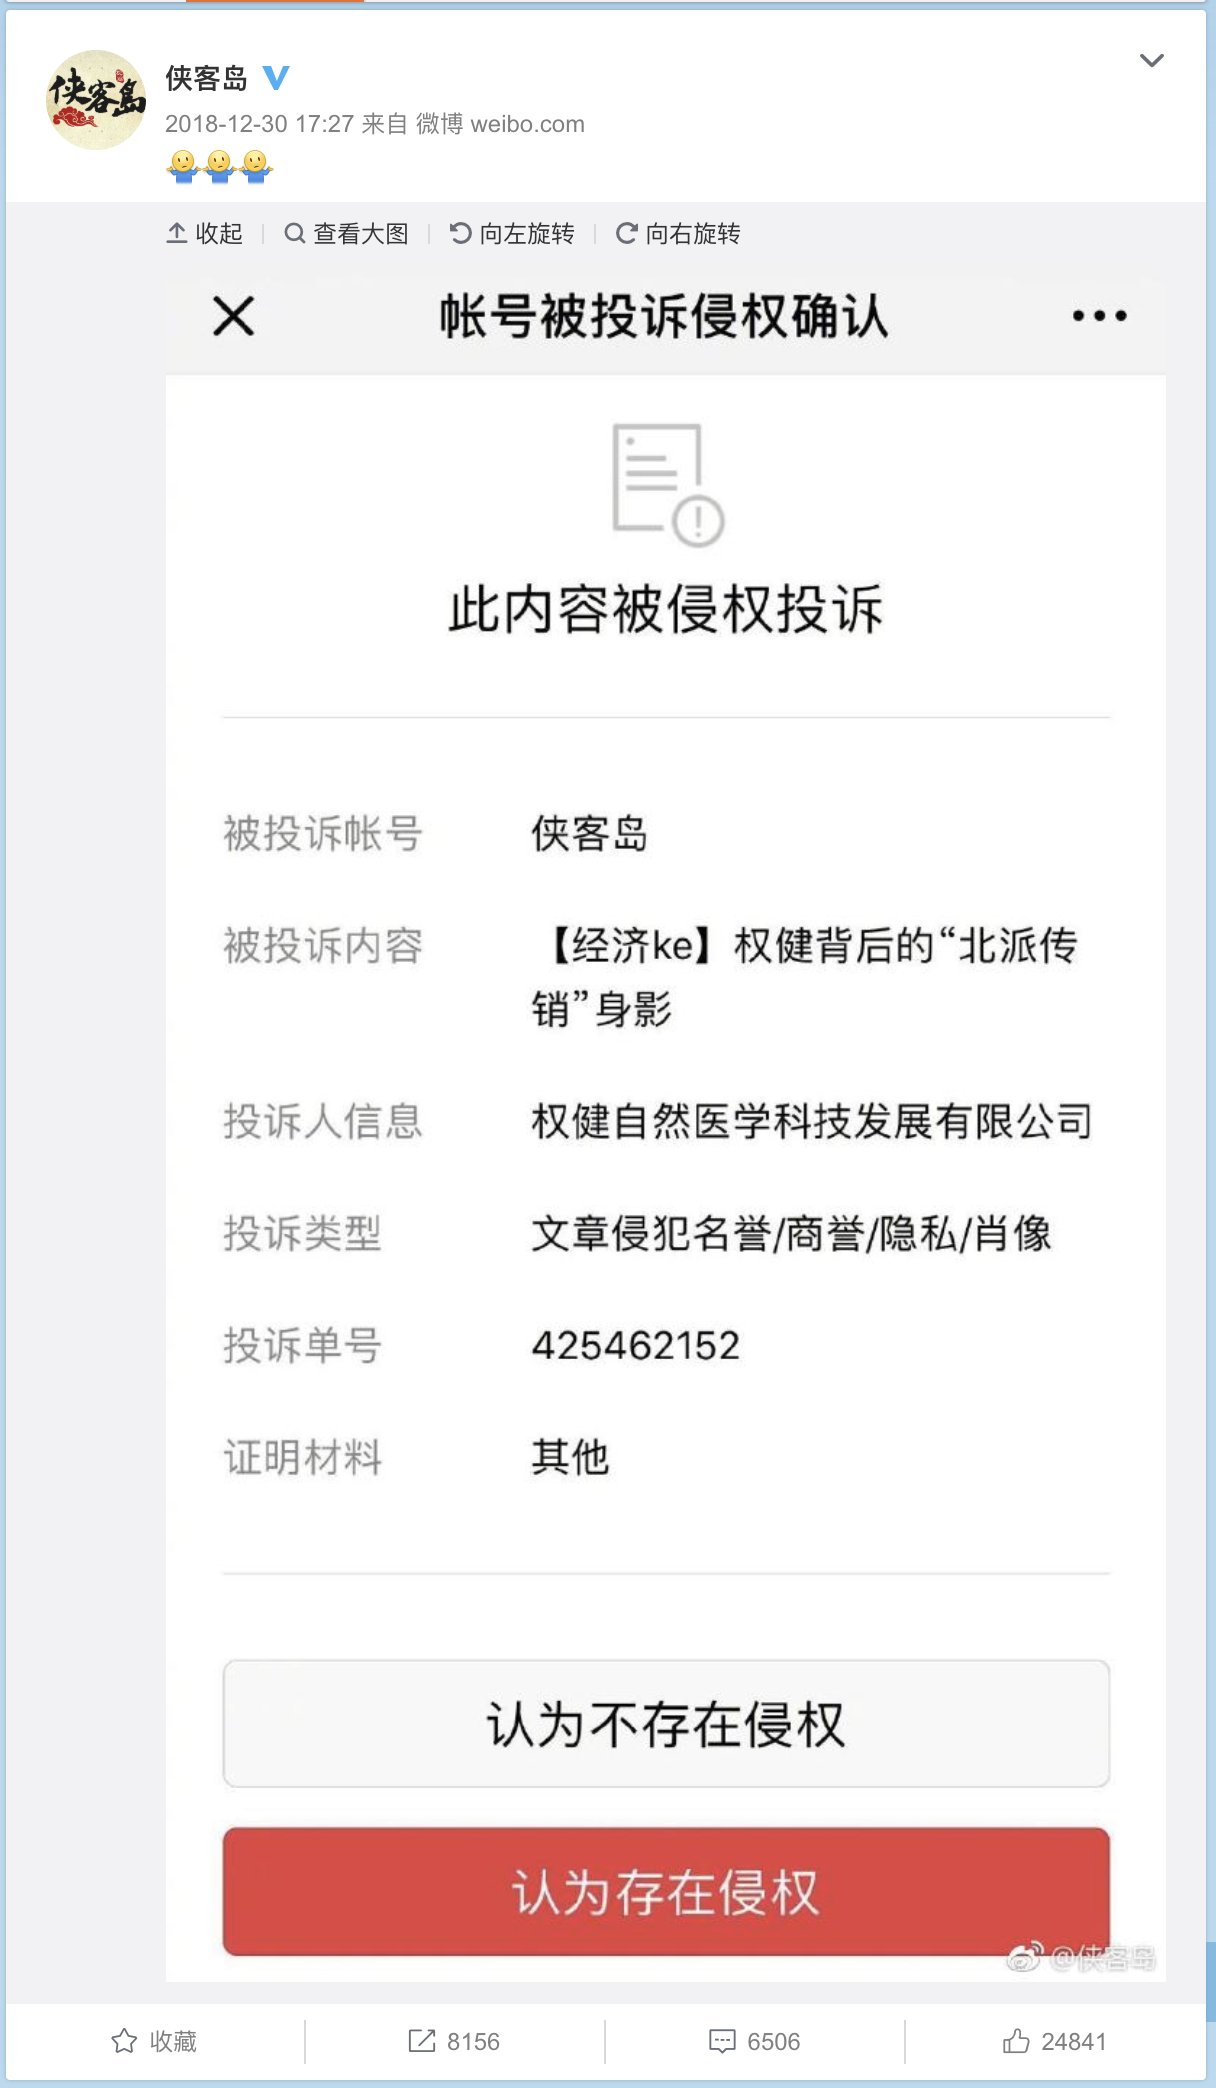 侠客岛
侠客岛
2018-12-30 17:27 来自 微博 weibo.com
收起 查看大图 向左旋转 向右旋转
帐号被投诉侵权确认
此内容被侵权投诉
被投诉帐号 侠客岛
被投诉内容 【经济ke】权健背后的“北派传
销”身影
投诉人信息 权健自然医学科技发展有限公司
投诉类型 文章侵犯名誉/商誉/隐私/肖像
投诉单号 425462152
证明材料 其他
认为不存在侵权
认为存在侵权
@侠客岛
收藏 8156 6506 24841